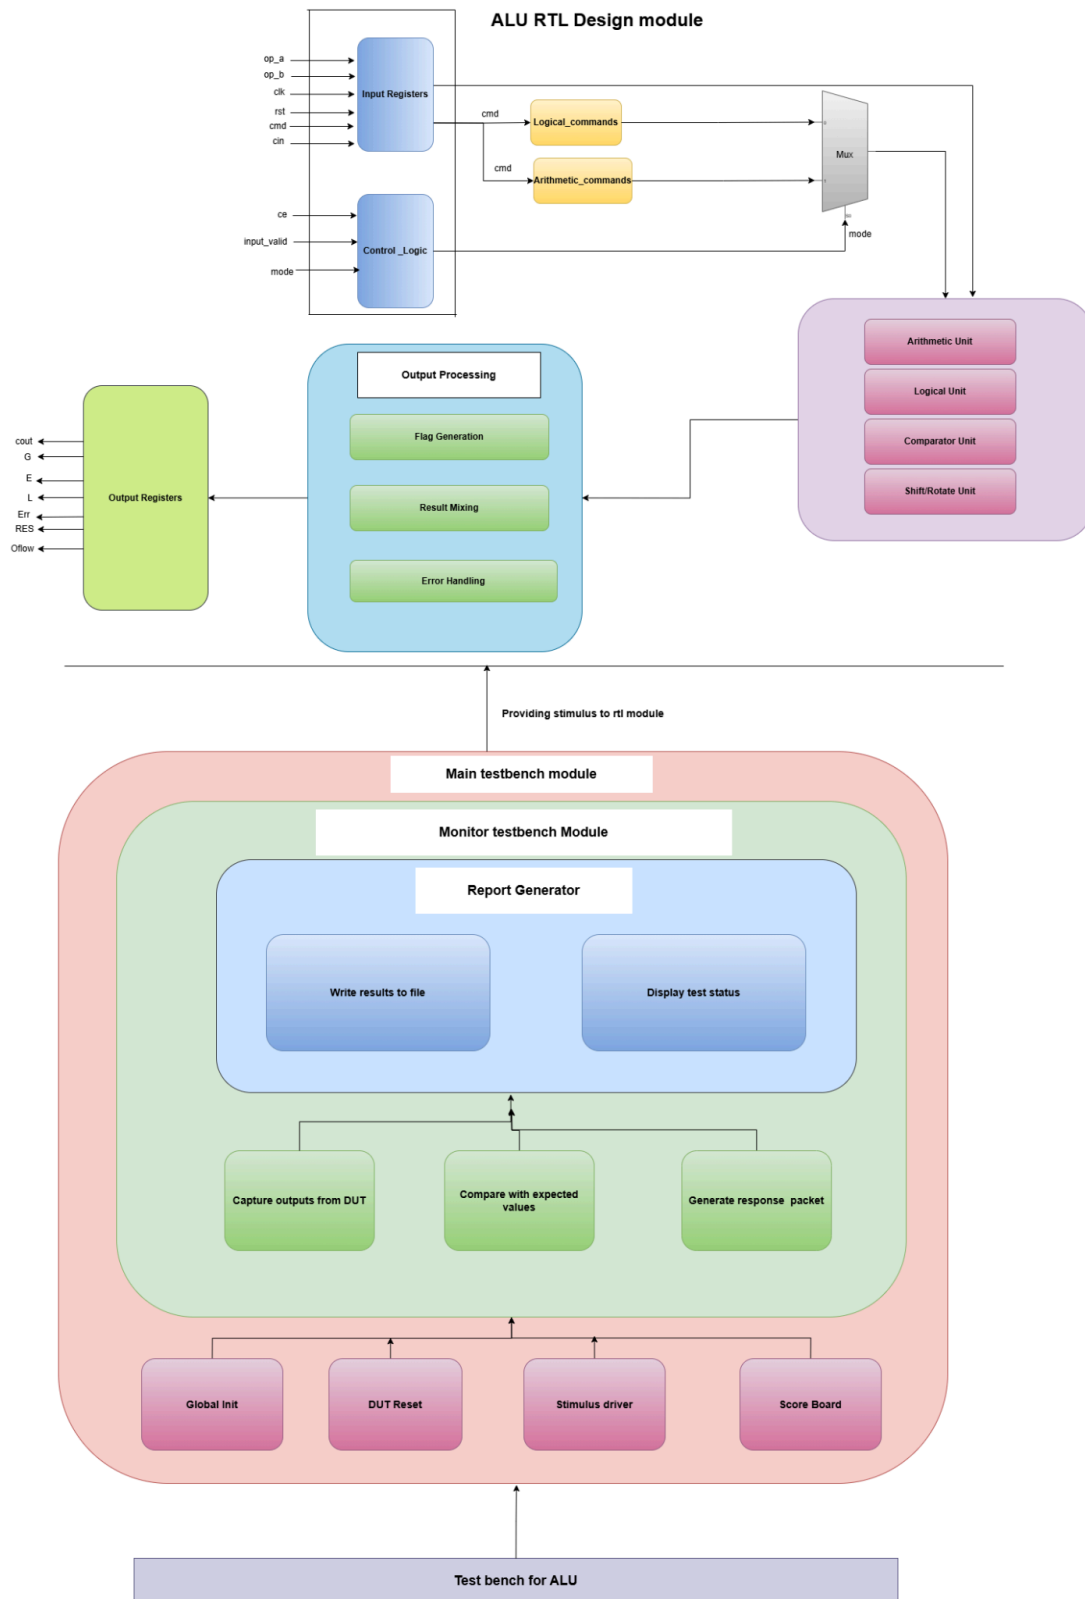 ALU RTL Design module
op_a
op_b
clk
rst
cmd
cin
Input Registers
cmd
Logical_commands
cmd
Arithmetic_commands
Mux
mode
ce
input_valid
mode
Control _Logic
Arithmetic Unit
Logical Unit
Comparator Unit
Shift/Rotate Unit
Output Processing
Flag Generation
Result Mixing
Error Handling
Output Registers
cout
G
E
L
Err
RES
Oflow
Providing stimulus to rtl module
Main testbench module
Monitor testbench Module
Report Generator
Write results to file
Display test status
Capture outputs from DUT
Compare with expected
values
Generate response packet
Global Init
DUT Reset
Stimulus driver
Score Board
Test bench for ALU